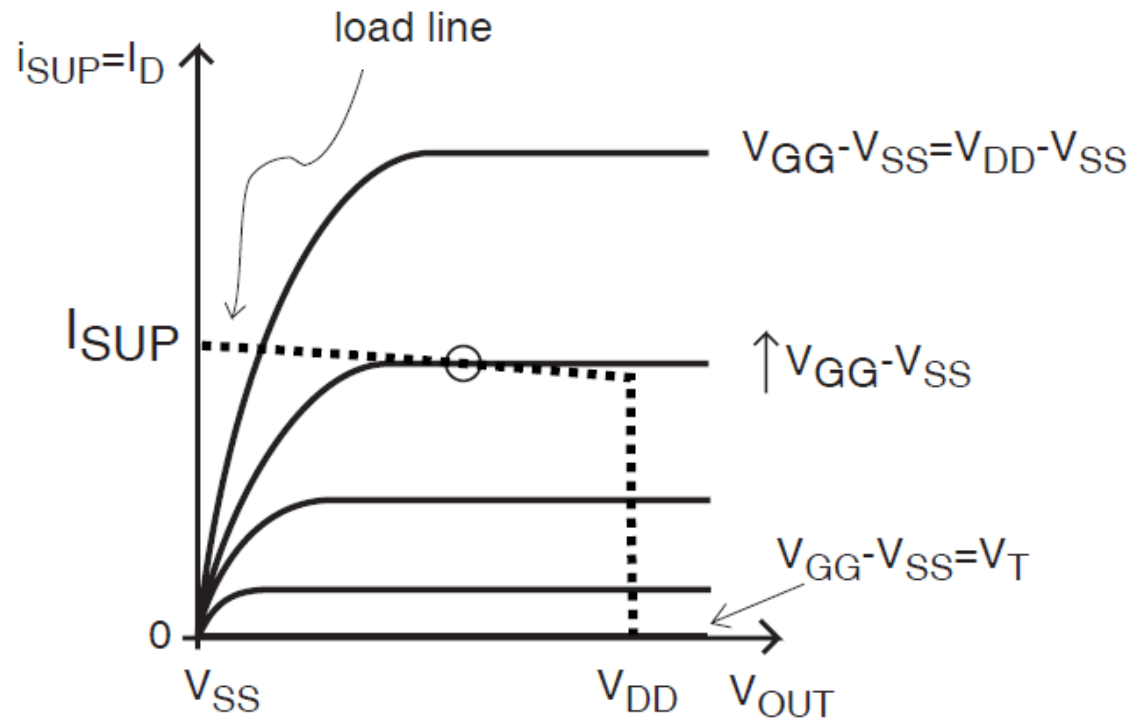 load line
iSUP=ID
VGG-VSS=VDD-VSS
ISUP
↑VGG-VSS
VGG-VSS=VT
0
VSS
VDD
VOUT